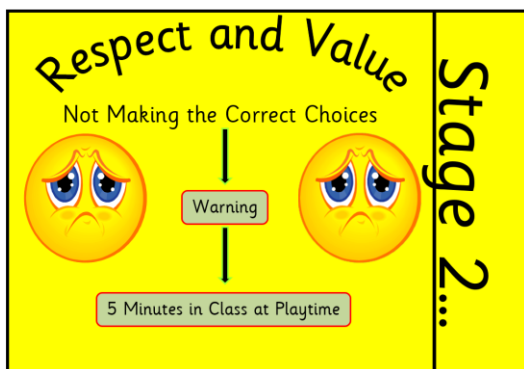 Respect and Value
Not Making the Correct Choices
Warning
5 Minutes in Class at Playtime
Stage 2....